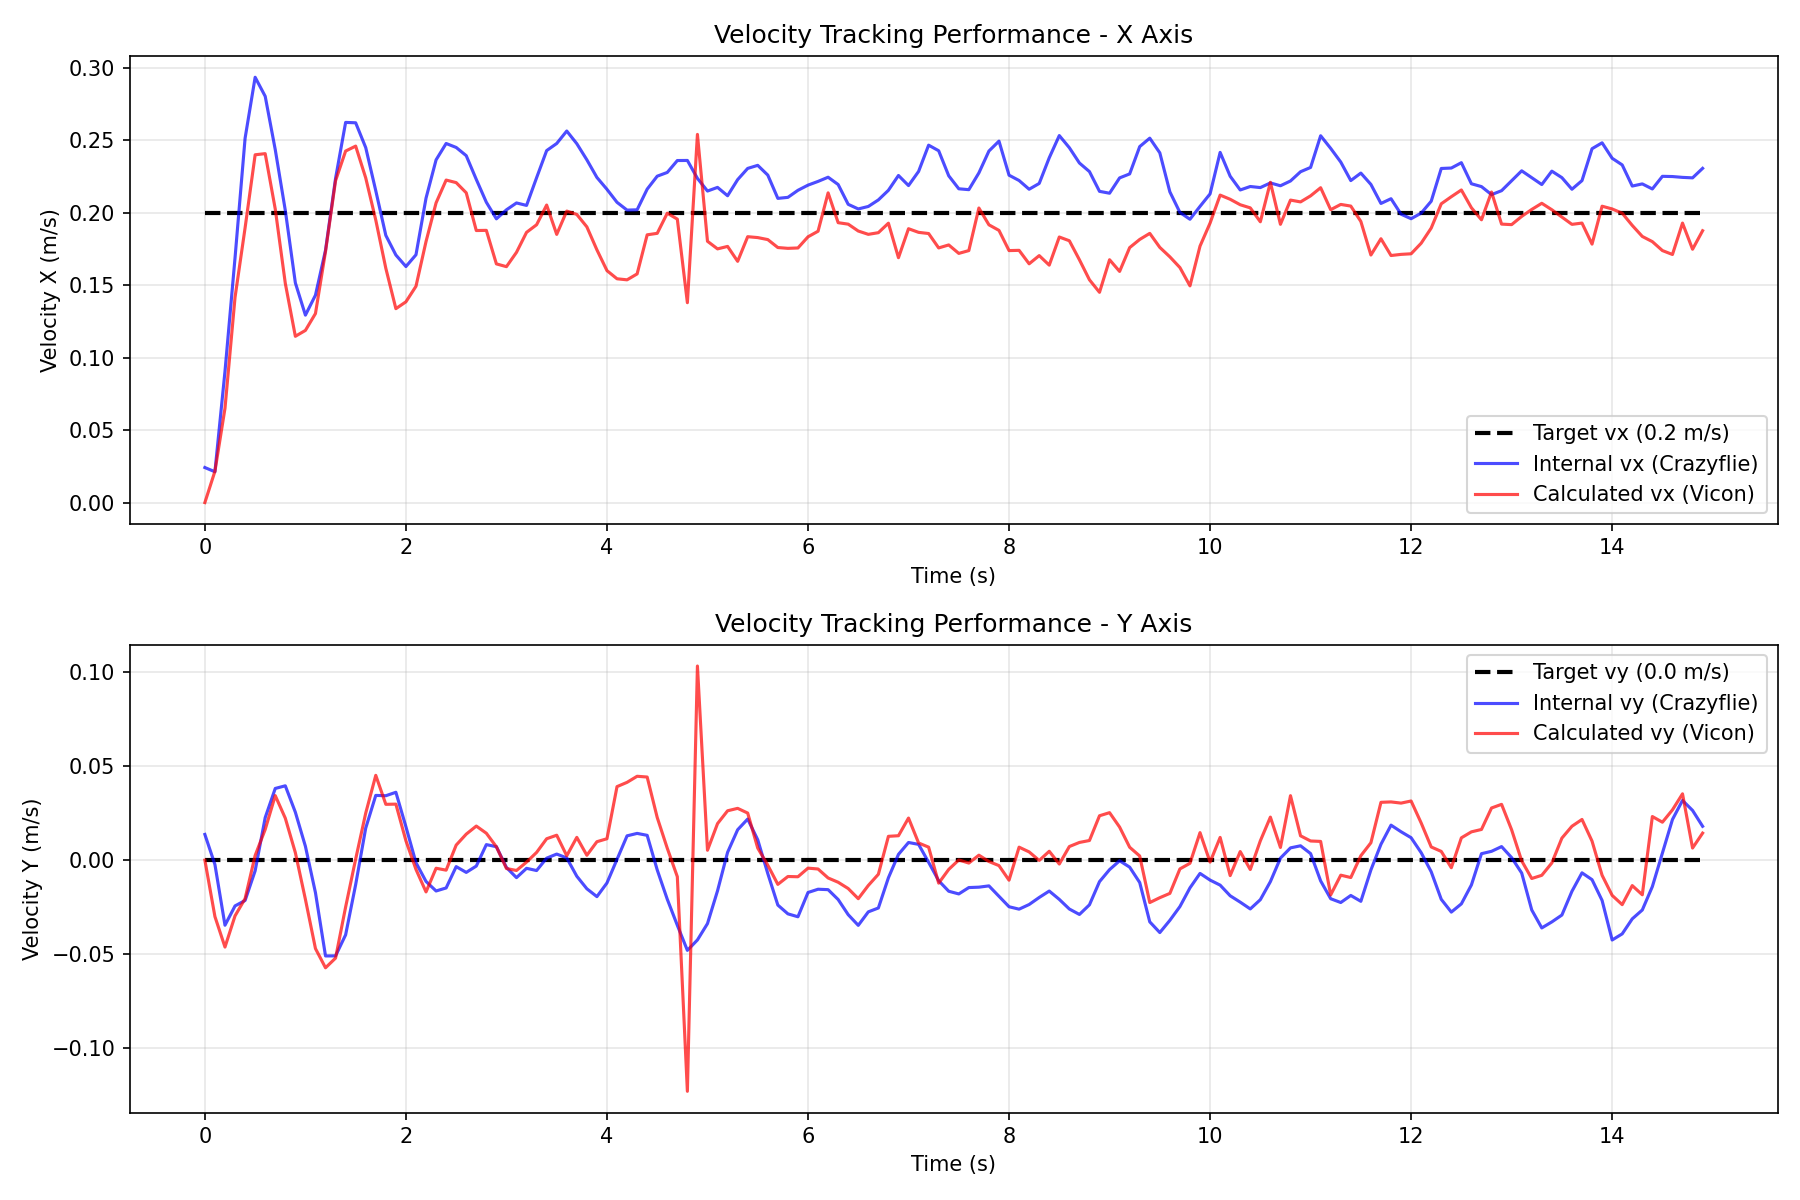 Velocity Tracking Performance - X Axis
Velocity X (m/s)
0.30
0.25
0.20
0.15
0.10
0.05
0.00
Target vx (0.2 m/s)
Internal vx (Crazyflie)
Calculated vx (Vicon)
0 2 4 6 8 10 12 14
Time (s)
Velocity Tracking Performance - Y Axis
Velocity Y (m/s)
0.10
0.05
0.00
−0.05
−0.10
Target vy (0.0 m/s)
Internal vy (Crazyflie)
Calculated vy (Vicon)
0 2 4 6 8 10 12 14
Time (s)